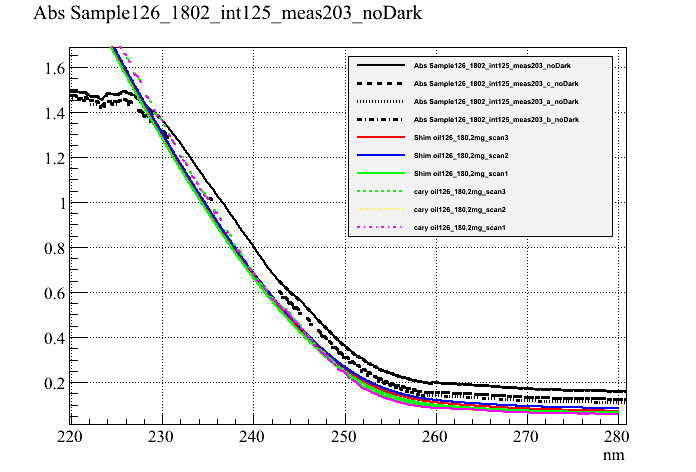 Abs Sample126_1802_int125_meas203_noDark
1.6
1.4
1.2
1
0.8
0.6
0.4
0.2
220 230 240 250 260 270 280
nm
Abs Sample126_1802_int125_meas203_noDark
Abs Sample126_1802_int125_meas203_c_noDark
Abs Sample126_1802_int125_meas203_a_noDark
Abs Sample126_1802_int125_meas203_b_noDark
Shim oil126_180,2mg_scan3
Shim oil126_180,2mg_scan2
Shim oil126_180,2mg_scan1
cary oil126_180,2mg_scan3
cary oil126_180,2mg_scan2
cary oil126_180,2mg_scan1